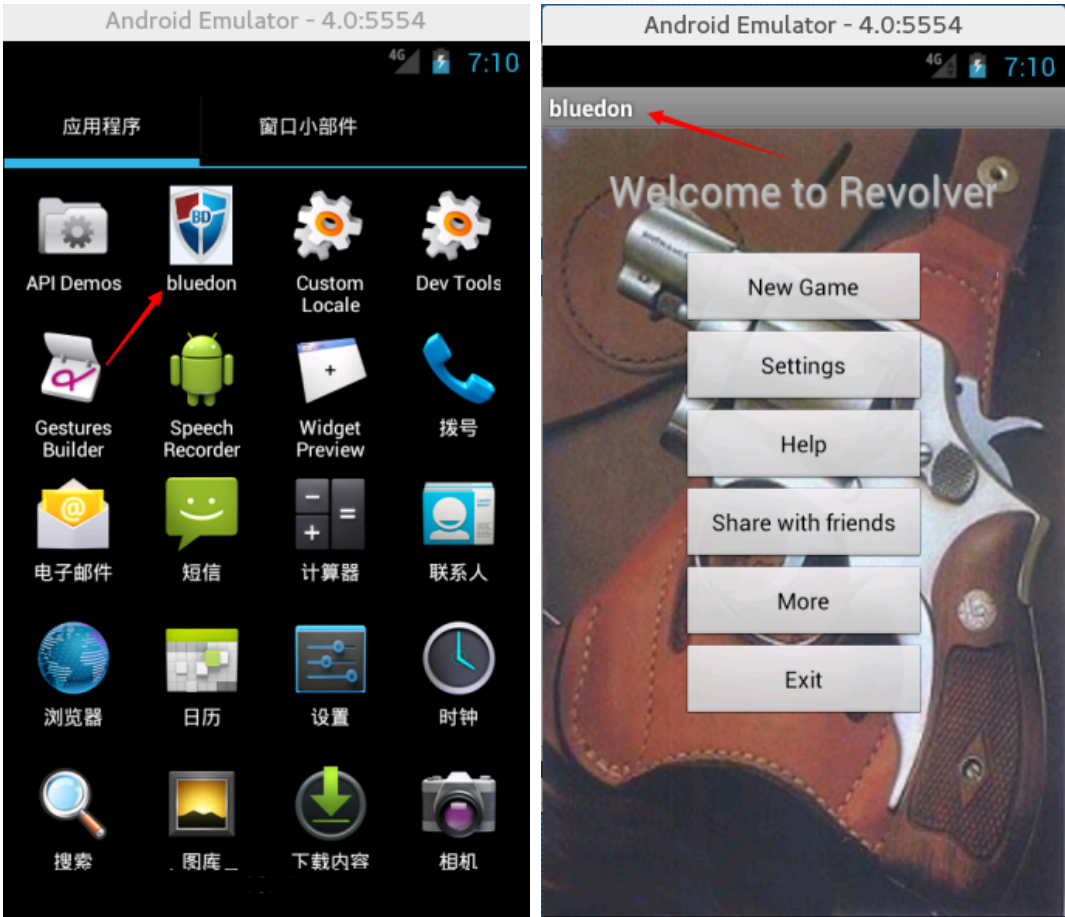 Android Emulator - 4.0:5554
4G 7:10
应用程序 窗口小部件
BD
API Demos bluedon Custom Locale Dev Tools
Gestures Builder Speech Recorder Widget Preview 拨号
电子邮件 短信 计算器 联系人
浏览器 日历 设置 时钟
搜索 图库 下载内容 相机
Android Emulator - 4.0:5554
4G 7:10
bluedon
Welcome to Revolver
New Game
Settings
Help
Share with friends
More
Exit